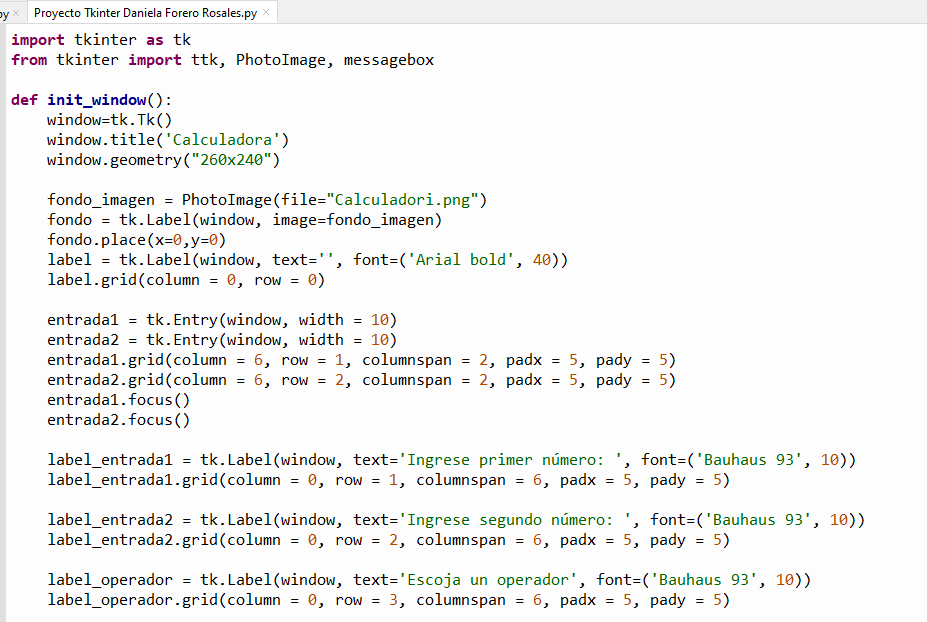 py × Proyecto Tkinter Daniela Forero Rosales.py ×
import tkinter as tk
from tkinter import ttk, PhotoImage, messagebox
def init_window():
window=tk.Tk()
window.title('Calculadora')
window.geometry("260x240")
fondo_imagen = PhotoImage(file="Calculadori.png")
fondo = tk.Label(window, image=fondo_imagen)
fondo.place(x=0,y=0)
label = tk.Label(window, text='', font=('Arial bold', 40))
label.grid(column = 0, row = 0)
entrada1 = tk.Entry(window, width = 10)
entrada2 = tk.Entry(window, width = 10)
entrada1.grid(column = 6, row = 1, columnspan = 2, padx = 5, pady = 5)
entrada2.grid(column = 6, row = 2, columnspan = 2, padx = 5, pady = 5)
entrada1.focus()
entrada2.focus()
label_entrada1 = tk.Label(window, text='Ingrese primer número: ', font=('Bauhaus 93', 10))
label_entrada1.grid(column = 0, row = 1, columnspan = 6, padx = 5, pady = 5)
label_entrada2 = tk.Label(window, text='Ingrese segundo número: ', font=('Bauhaus 93', 10))
label_entrada2.grid(column = 0, row = 2, columnspan = 6, padx = 5, pady = 5)
label_operador = tk.Label(window, text='Escoja un operador', font=('Bauhaus 93', 10))
label_operador.grid(column = 0, row = 3, columnspan = 6, padx = 5, pady = 5)